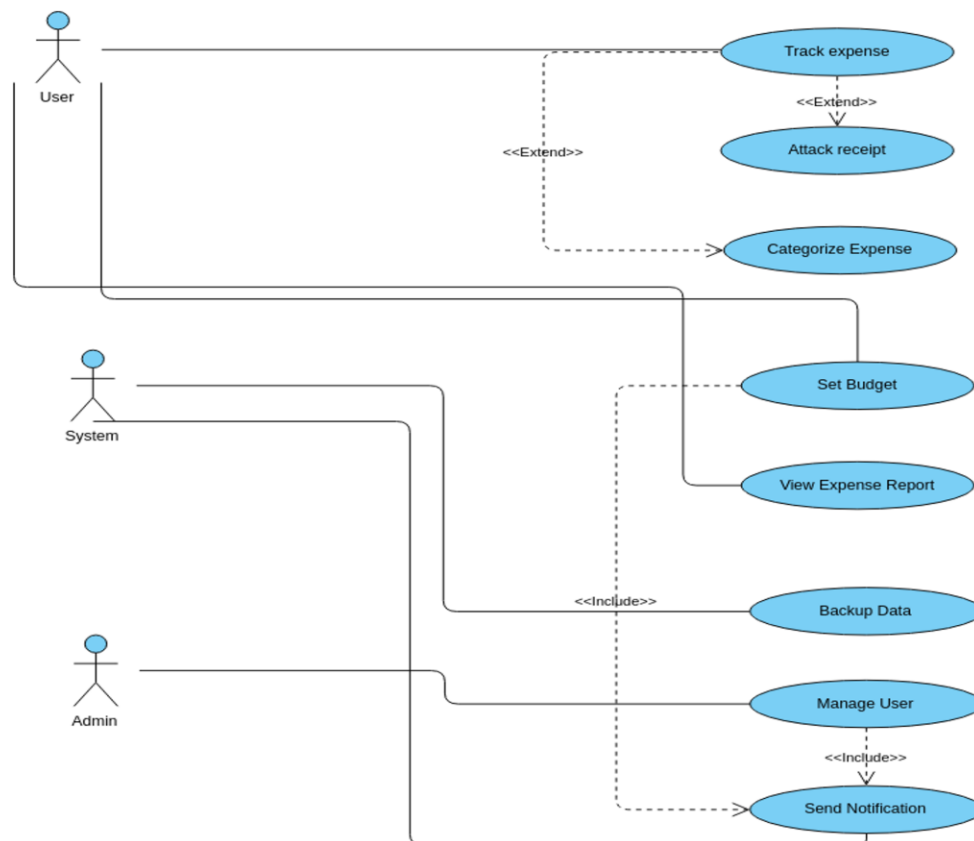 Track expense
User
<<Extend>>
<<Extend>>
Attack receipt
Categorize Expense
Set Budget
System
View Expense Report
<<Include>>
Backup Data
Manage User
Admin
<<Include>>
Send Notification